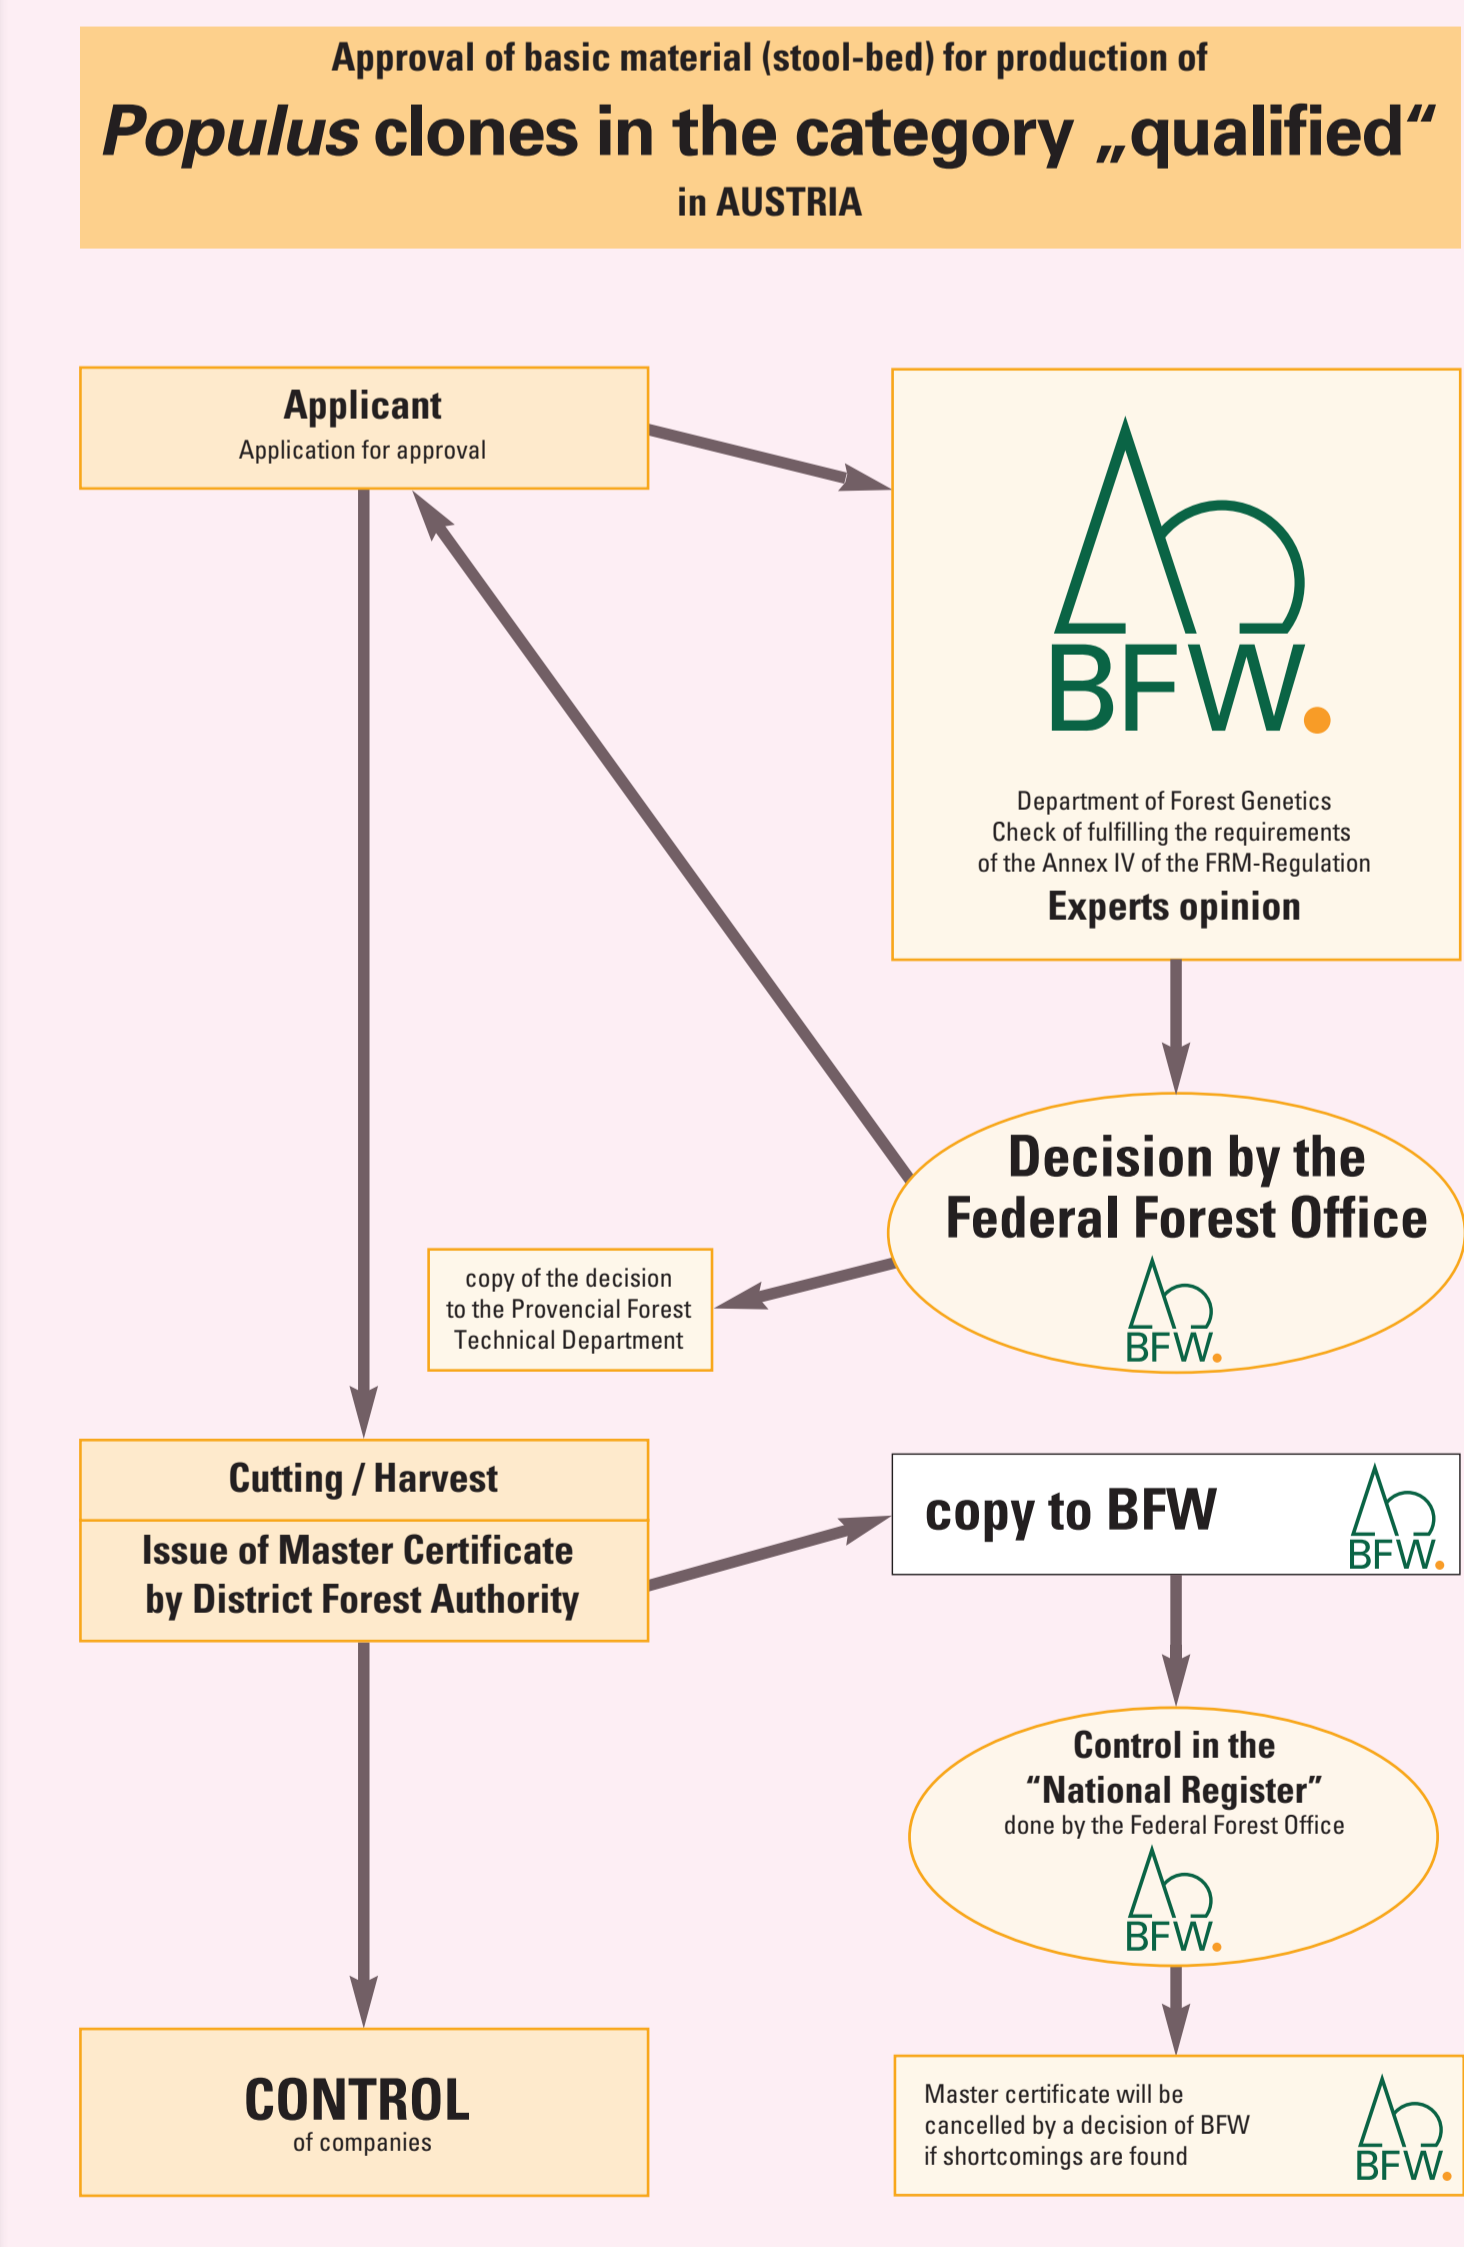 Approval of basic material (stool-bed) for production of
Populus clones in the category „qualified“
in AUSTRIA
Applicant
Application for approval
BFW.
Department of Forest Genetics
Check of fulfilling the requirements
of the Annex IV of the FRM-Regulation
Experts opinion
Decision by the
Federal Forest Office
BFW.
copy of the decision
to the Provencial Forest
Technical Department
Cutting / Harvest
Issue of Master Certificate
by District Forest Authority
copy to BFW
BFW.
Control in the
“National Register”
done by the Federal Forest Office
BFW.
CONTROL
of companies
Master certificate will be
cancelled by a decision of BFW
if shortcomings are found
BFW.